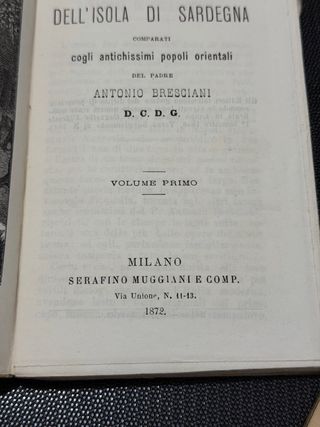 DELL'ISOLA DI SARDEGNA
COMPARATI
cogli antichissimi popoli orientali
DEL PADRE
ANTONIO BRESCIANI
D. C. D. G.
VOLUME PRIMO
MILANO
SERAFINO MUGGIANI E COMP.
Via Unione, N. 11-13.
1872.